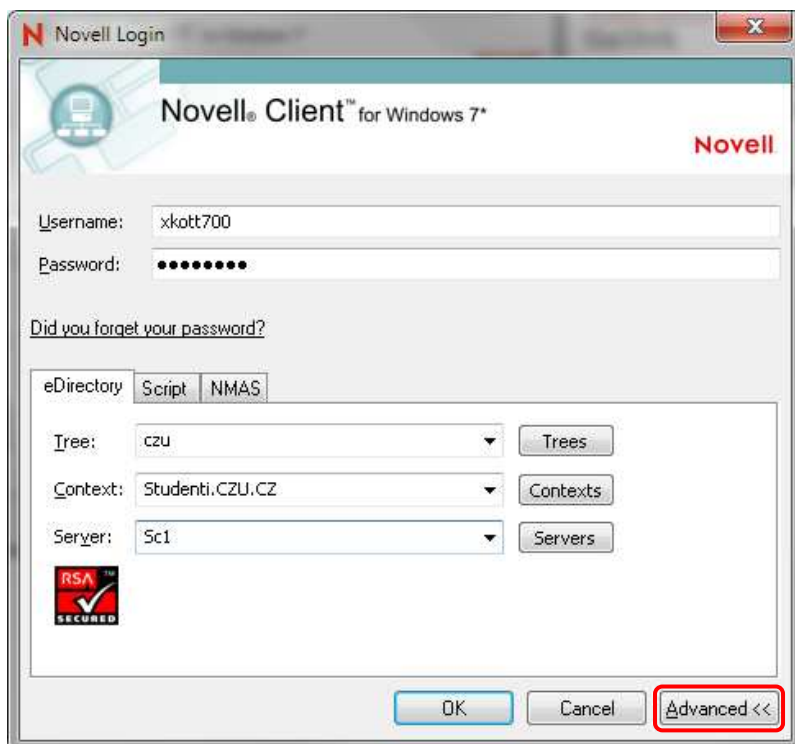 Novell Login
Novell® Client™ for Windows 7*
Novell
Username: xkott700
Password: ••••••••
Did you forget your password?
eDirectory Script NMAS
Tree: czu Trees
Context: Studenti.CZU.CZ Contexts
Server: Sc1 Servers
RSA™
SECURED
OK Cancel Advanced <<